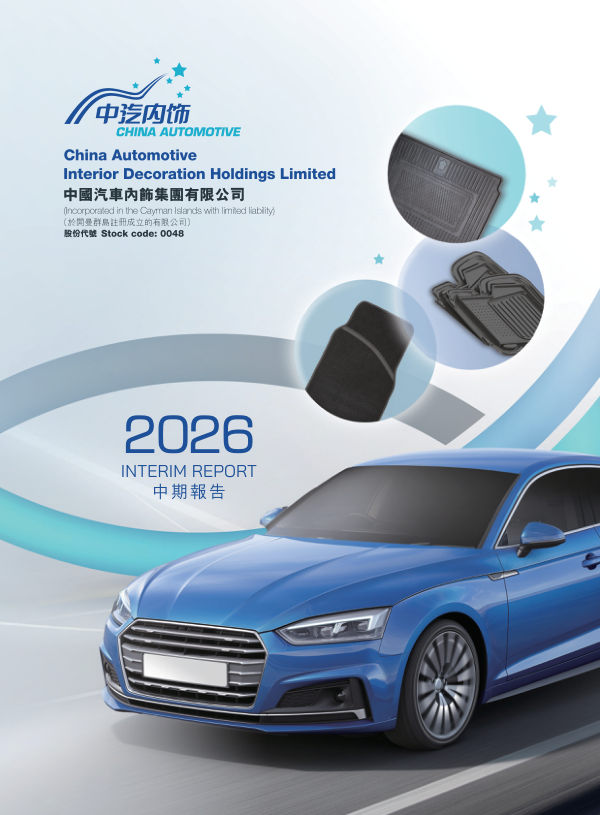 中汽内饰
CHINA AUTOMOTIVE
China Automotive
Interior Decoration Holdings Limited
中國汽車內飾集團有限公司
(Incorporated in the Cayman Islands with limited liability)
（於開曼群島註冊成立的有限公司）
股份代號 Stock code: 0048
2026
INTERIM REPORT
中期報告